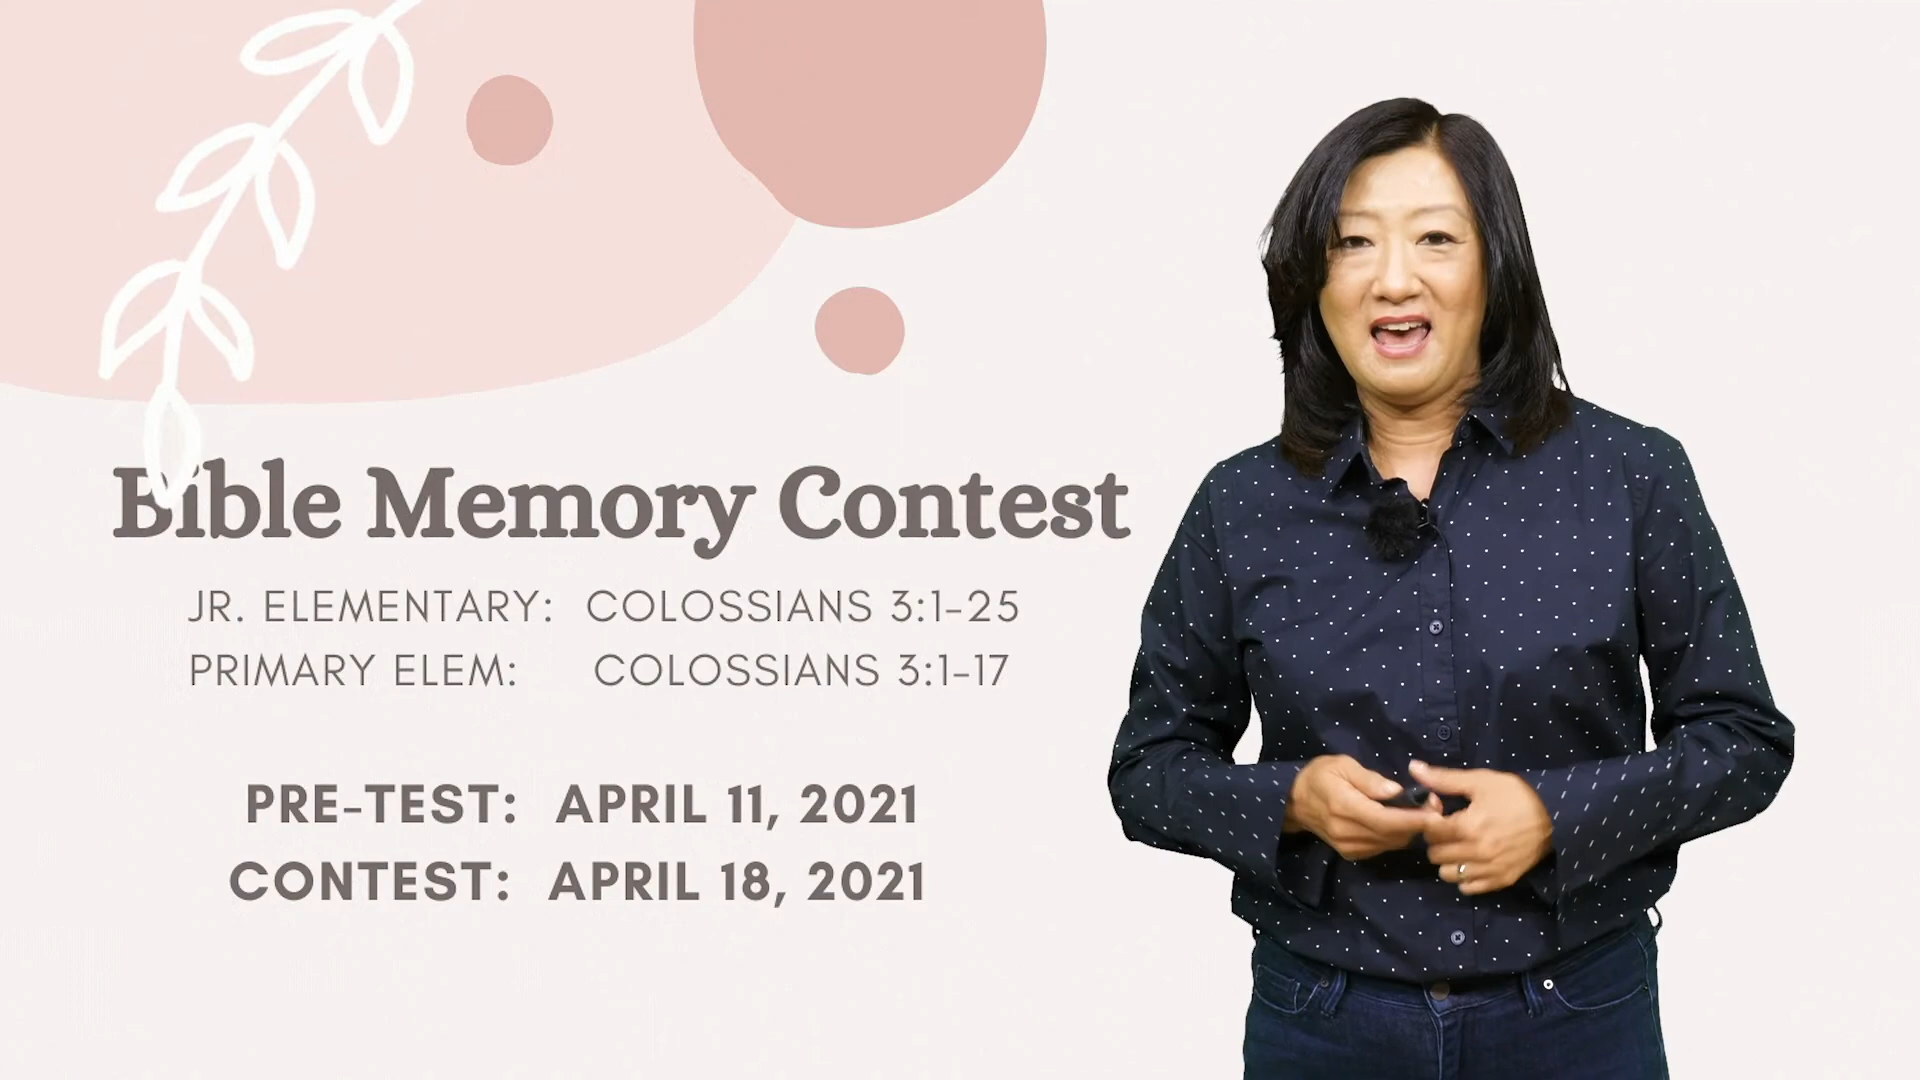 Bible Memory Contest
JR. ELEMENTARY: COLOSSIANS 3:1-25
PRIMARY ELEM: COLOSSIANS 3:1-17
PRE-TEST: APRIL 11, 2021
CONTEST: APRIL 18, 2021